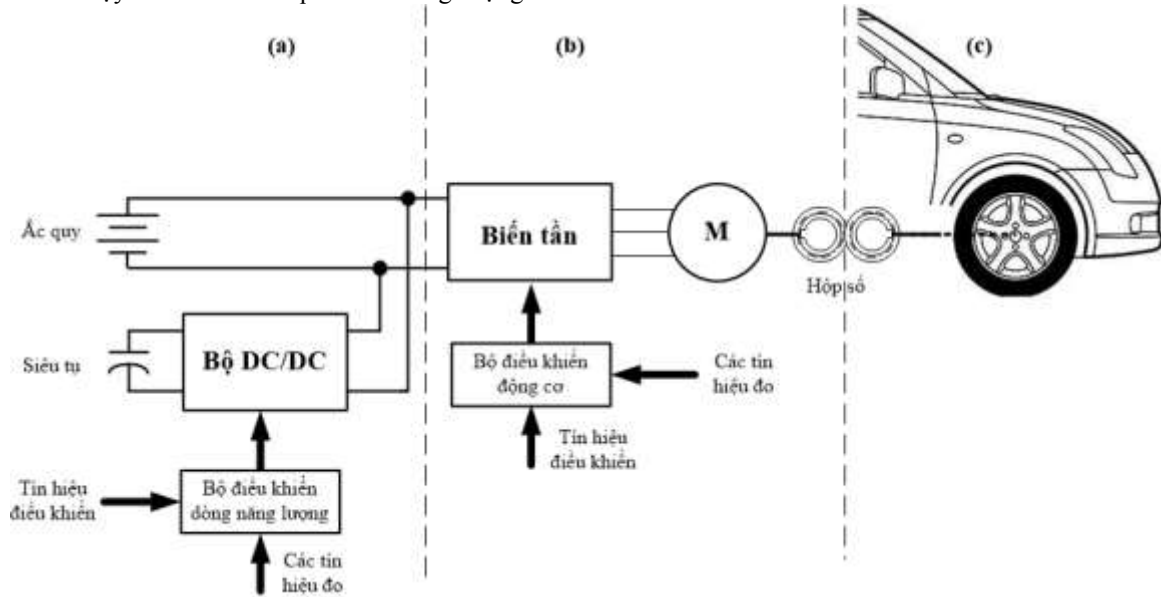 (a)
(b)
(c)
Ắc quy
Biến tần
M
Hộp số
Siêu tụ
Bộ DC/DC
Bộ điều khiển
động cơ
Các tín
hiệu đo
Tín hiệu
điều khiển
Tín hiệu
điều khiển
Bộ điều khiển
dòng năng lượng
Các tín
hiệu đo